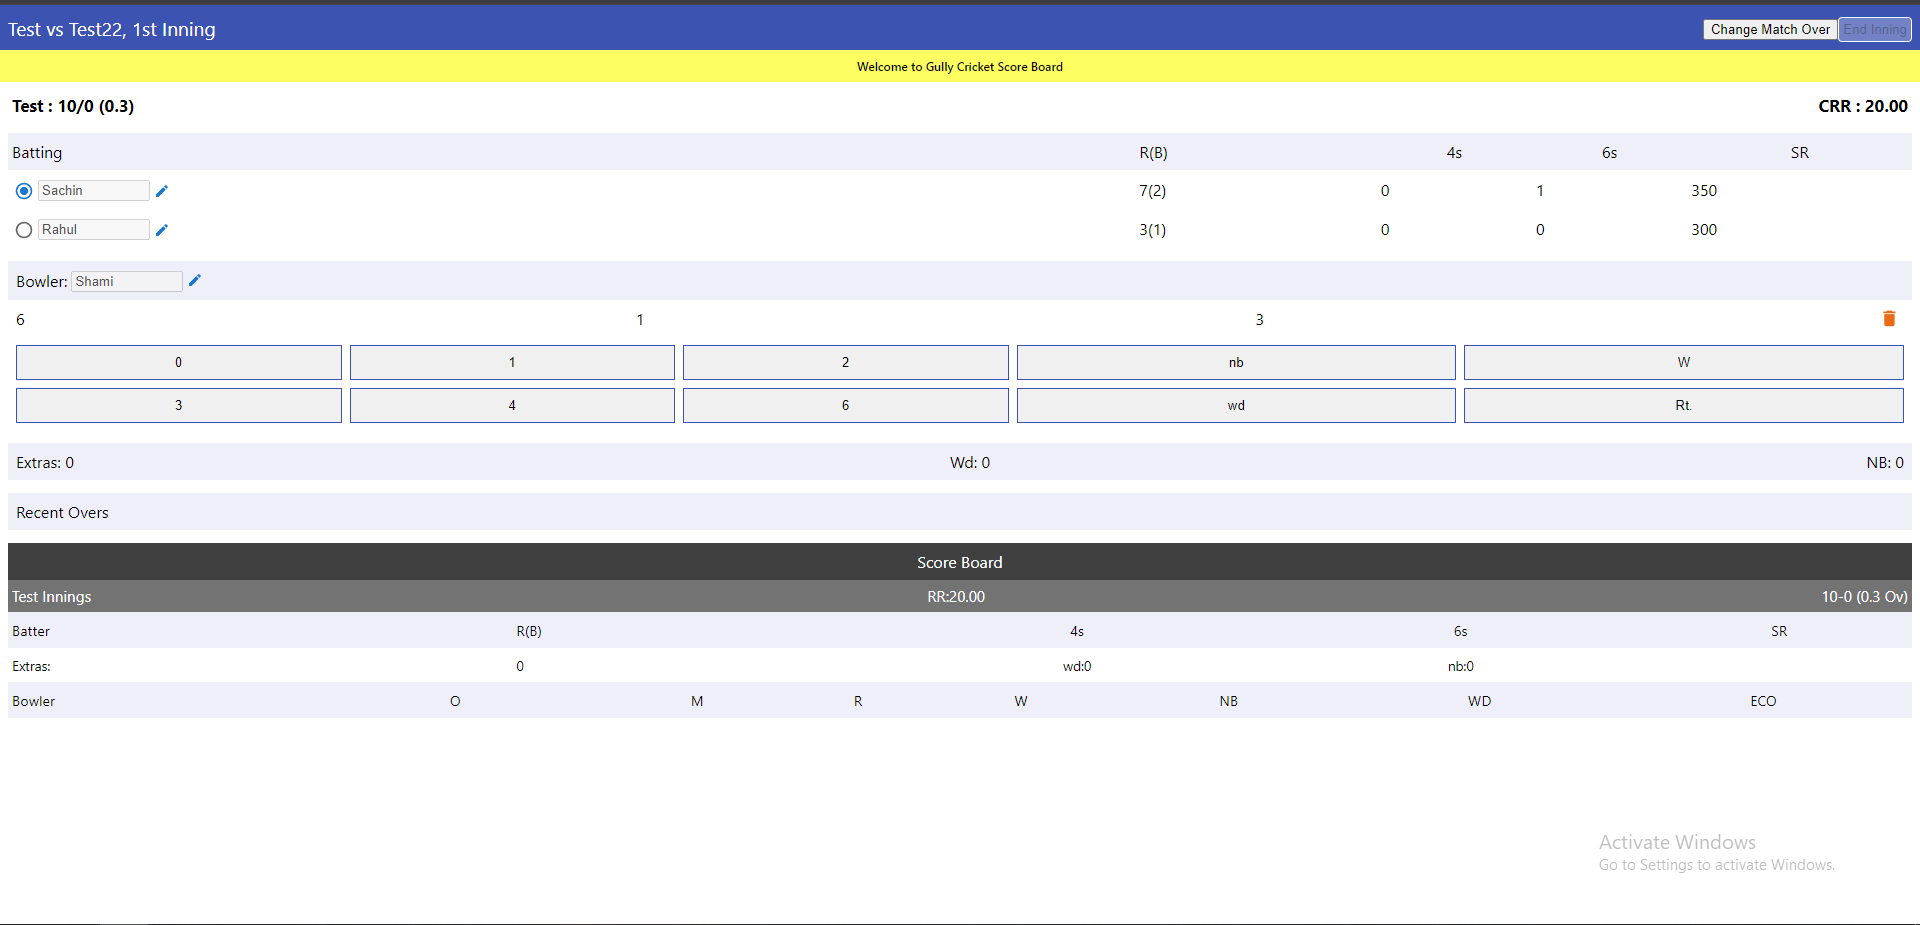 Test vs Test22, 1st Inning Change Match Over End Inning
Welcome to Gully Cricket Score Board
Test : 10/0 (0.3) CRR : 20.00
Batting R(B) 4s 6s SR
Sachin 7(2) 0 1 350
Rahul 3(1) 0 0 300
Bowler: Shami
6 1 3
0 1 2 nb W
3 4 6 wd Rt.
Extras: 0 Wd: 0 NB: 0
Recent Overs
Score Board
Test Innings RR:20.00 10-0 (0.3 Ov)
Batter R(B) 4s 6s SR
Extras: 0 wd:0 nb:0
Bowler O M R W NB WD ECO
Activate Windows
Go to Settings to activate Windows.